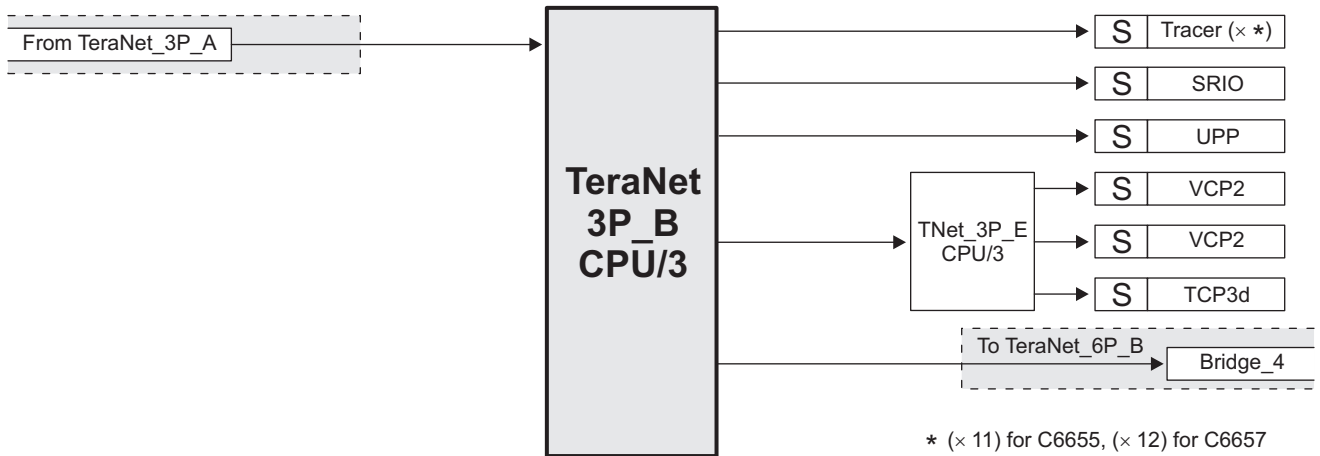 From TeraNet_3P_A
TeraNet
3P_B
CPU/3
S Tracer (× *)
S SRIO
S UPP
TNet_3P_E
CPU/3
S VCP2
S VCP2
S TCP3d
To TeraNet_6P_B
Bridge_4
* (× 11) for C6655, (× 12) for C6657